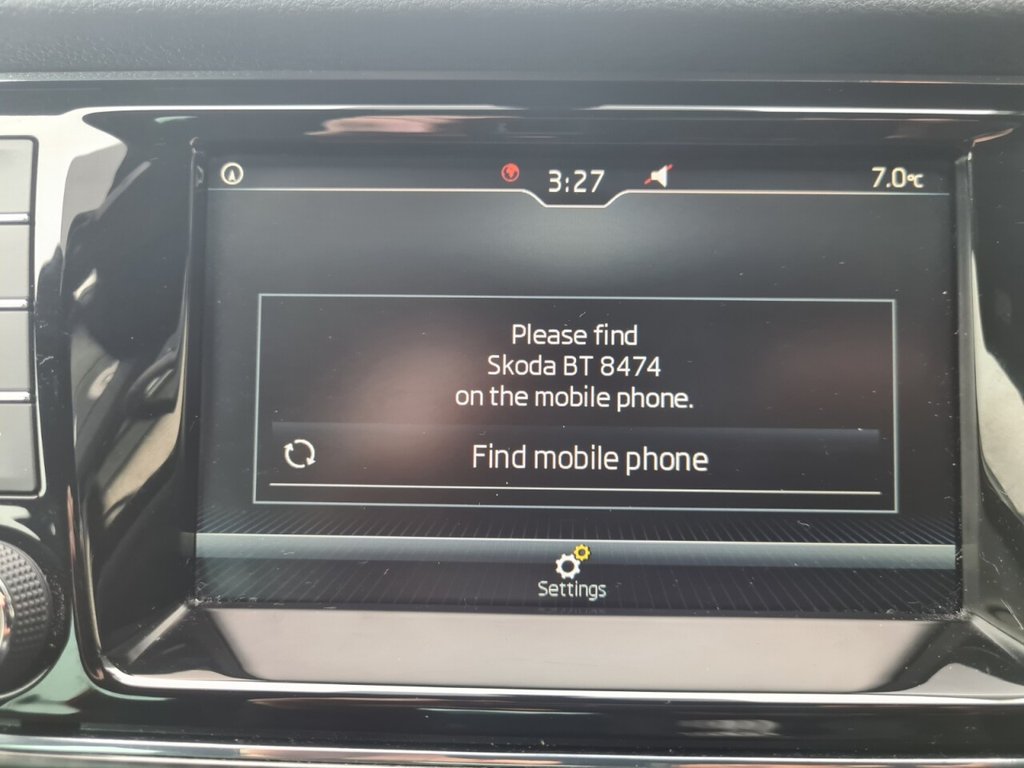 3:27
7.0°C
Please find
Skoda BT 8474
on the mobile phone.
Find mobile phone
Settings